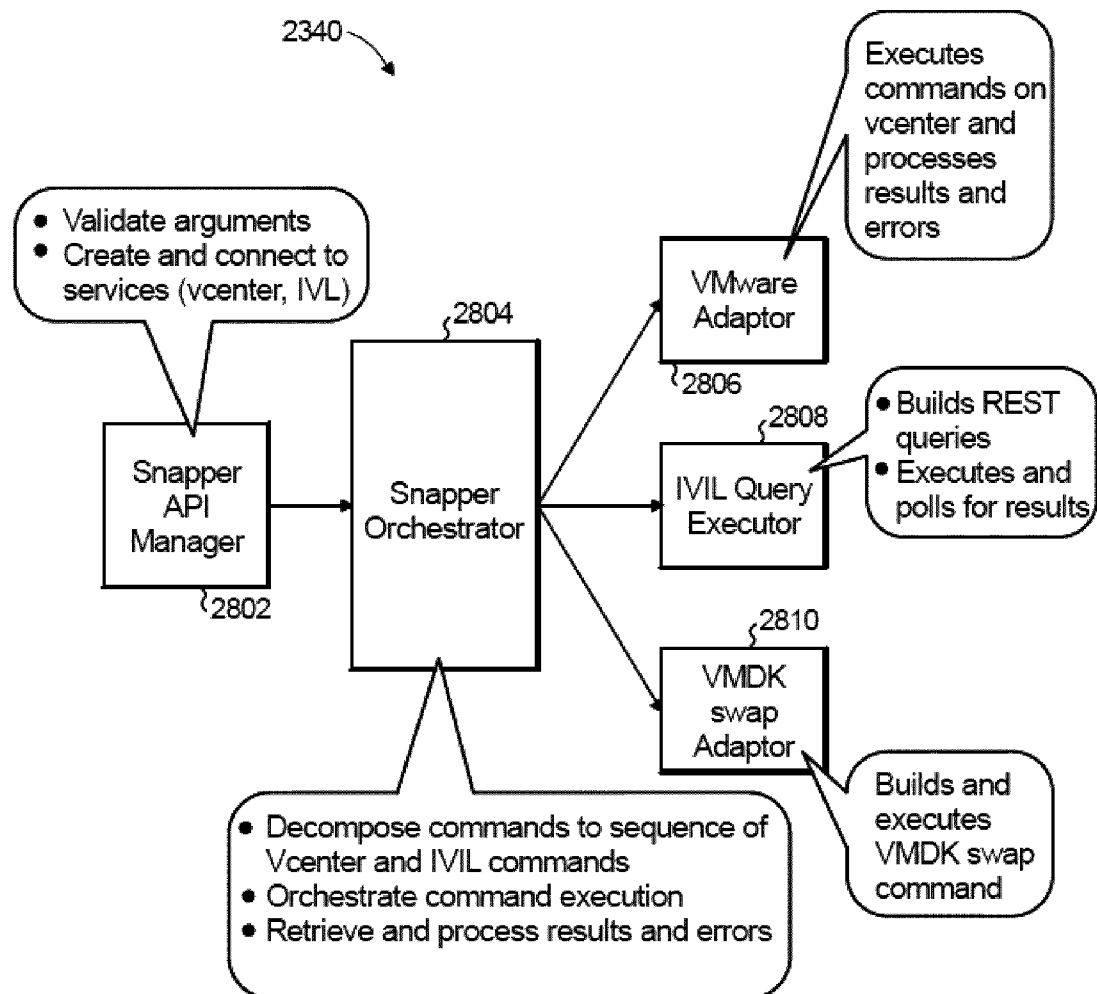 2340
Executes
commands on
vcenter and
processes
results and
errors
● Validate arguments
● Create and connect to
services (vcenter, IVL)
2804
VMware
Adaptor
2806
Snapper
API
Manager
2802
Snapper
Orchestrator
2808
IVIL Query
Executor
● Builds REST
queries
● Executes and
polls for results
2810
VMDK
swap
Adaptor
Builds and
executes
VMDK swap
command
● Decompose commands to sequence of
Vcenter and IVIL commands
● Orchestrate command execution
● Retrieve and process results and errors